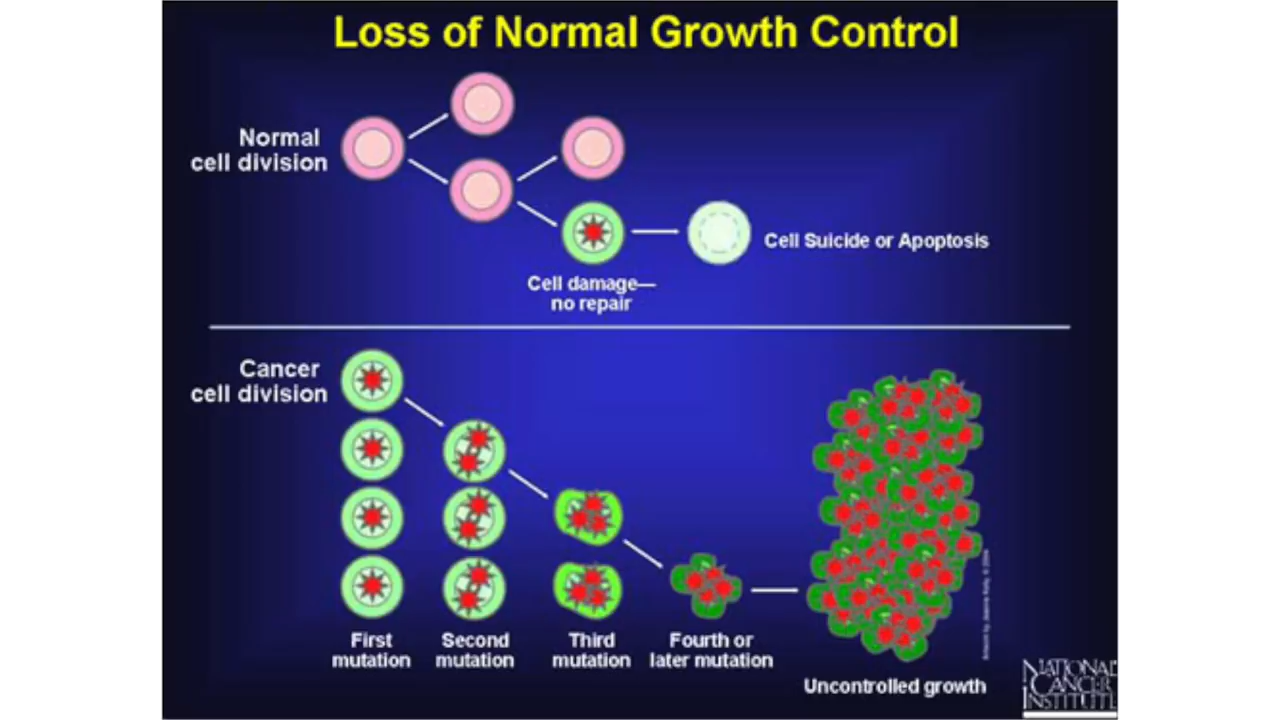 Loss of Normal Growth Control
Normal
cell division
Cell Suicide or Apoptosis
Cell damage—
no repair
Cancer
cell division
First
mutation
Second
mutation
Third
mutation
Fourth or
later mutation
Uncontrolled growth
NATIONAL
CANCER
INSTITUTE